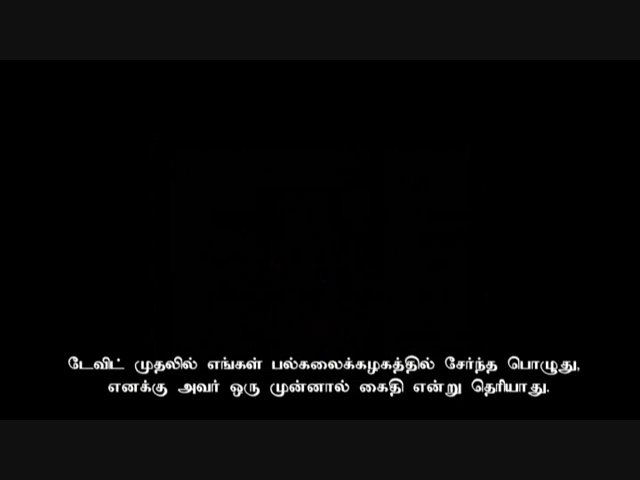 டேவிட் முதலில் எங்கள் பல்கலைக்கழகத்தில் சேர்ந்த பொழுது,
எனக்கு அவர் ஒரு முன்னால் கைதி என்று தெரியாது.